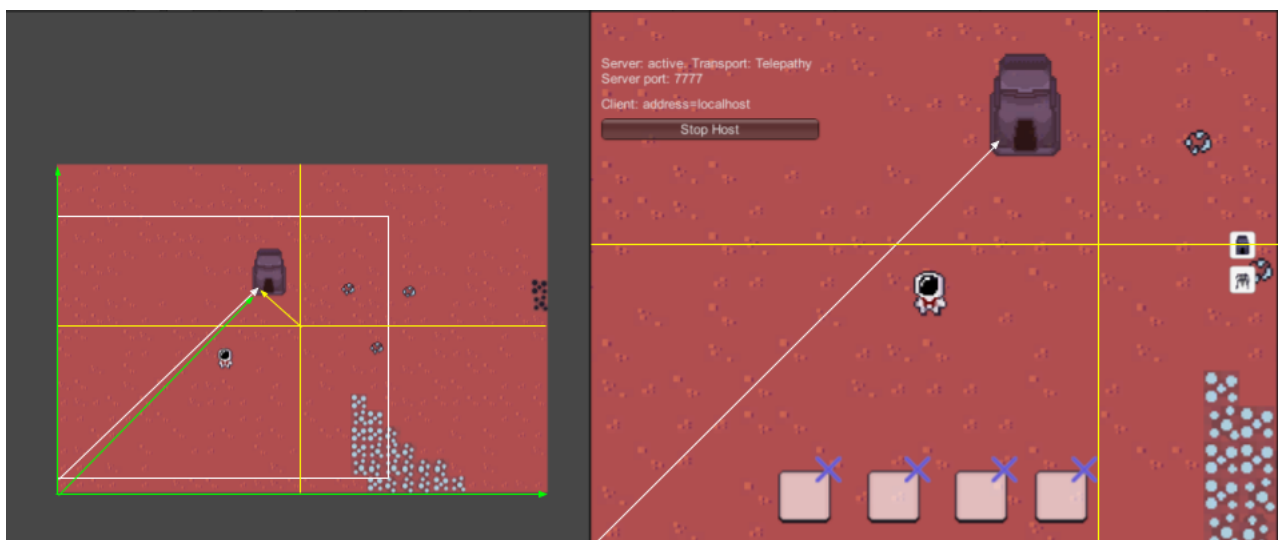 Server: active. Transport: Telepathy
Server port: 7777
Client: address=localhost
Stop Host